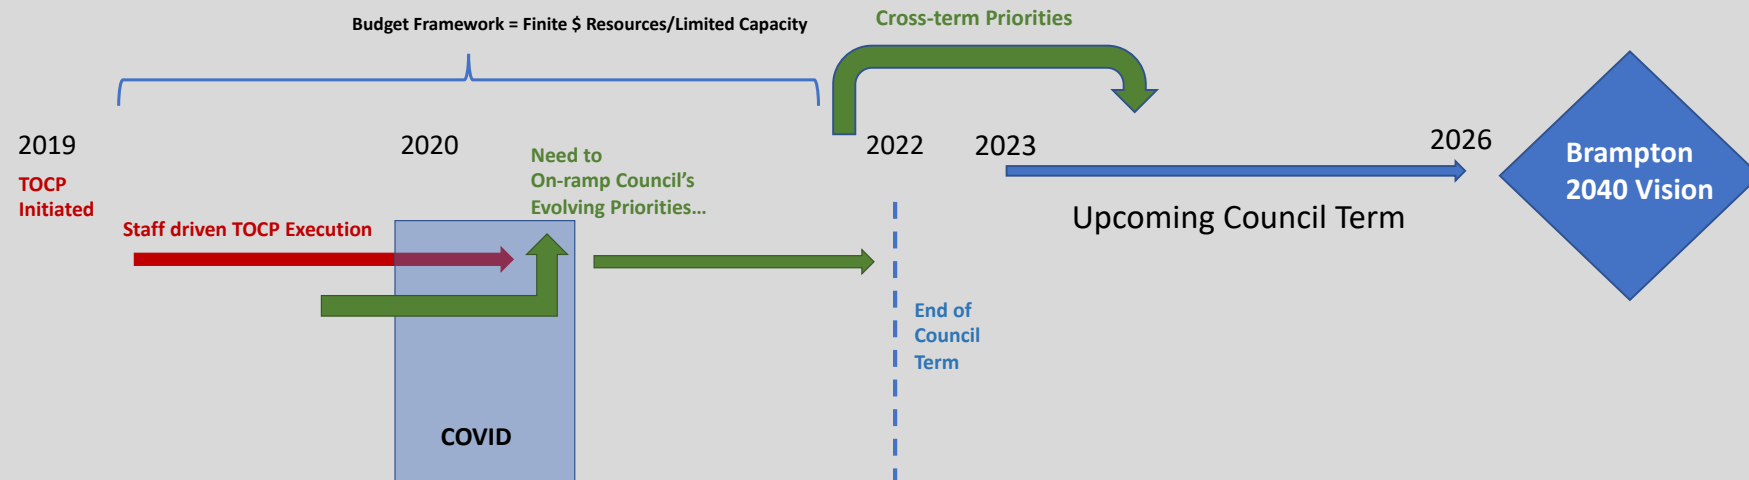 Budget Framework = Finite $ Resources/Limited Capacity
Cross-term Priorities
2019
2020
2022
2023
2026
TOCP
Initiated
Staff driven TOCP Execution
Need to
On-ramp Council’s
Evolving Priorities…
Upcoming Council Term
Brampton
2040 Vision
End of
Council
Term
COVID